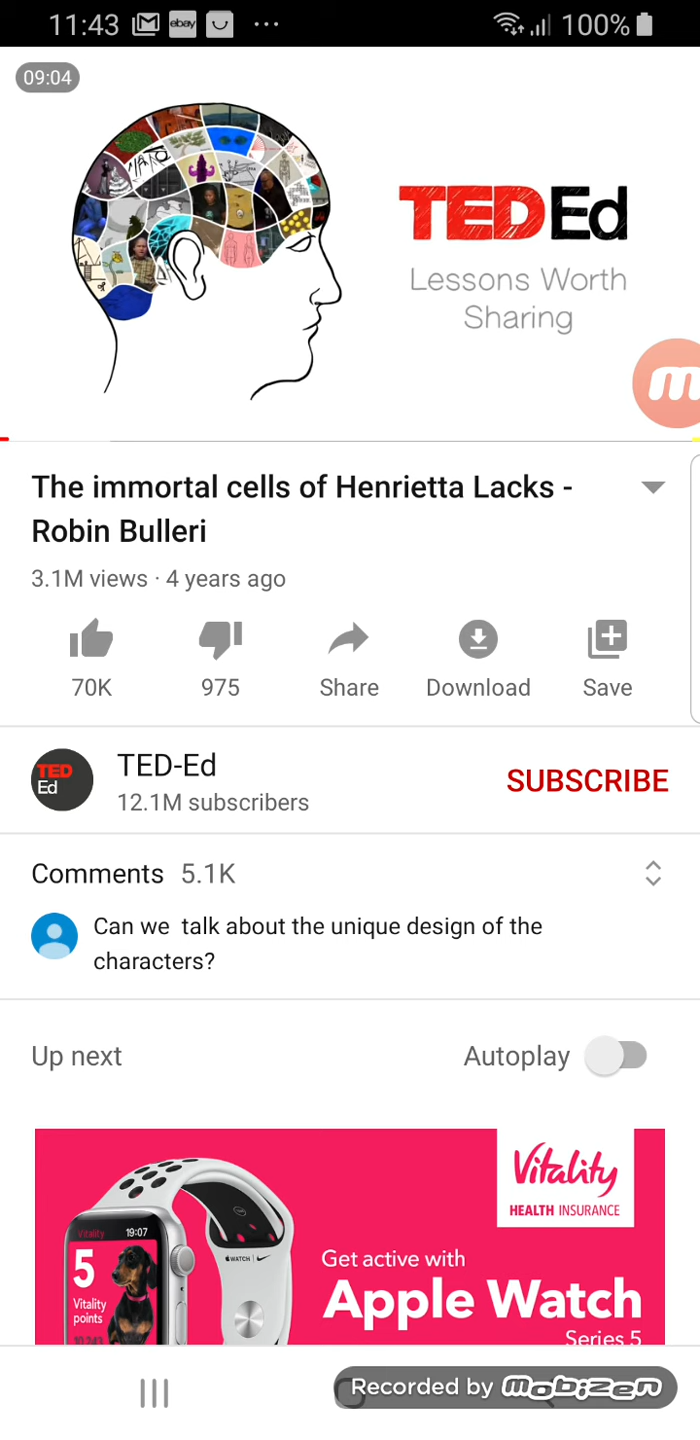 11:43 ebay ... 100%
09:04
TEDEd
Lessons Worth
Sharing
m
The immortal cells of Henrietta Lacks -
Robin Bulleri
3.1M views · 4 years ago
70K 975 Share Download Save
TED
Ed
TED-Ed
12.1M subscribers
SUBSCRIBE
Comments 5.1K
Can we talk about the unique design of the
characters?
Up next Autoplay
Vitality
HEALTH INSURANCE
Vitality 19:07
5
Vitality
points
WATCH
Get active with
Apple Watch
Series 5
Recorded by mobizen